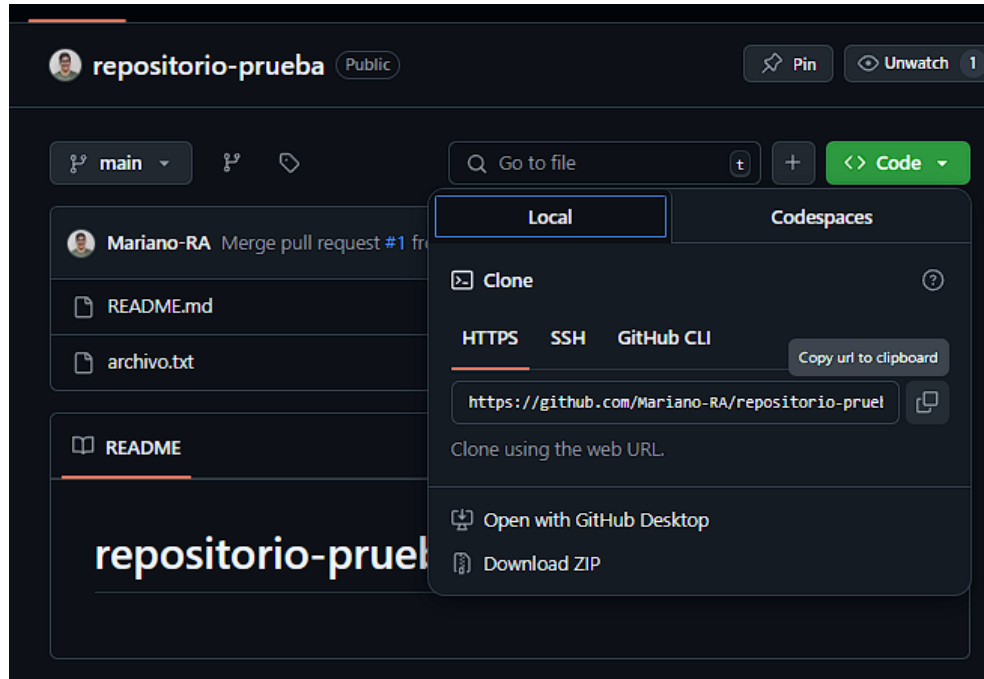 repositorio-prueba Public Pin Unwatch 1
main Go to file t Code
Local Codespaces
Mariano-RA Merge pull request #1 fr
Clone
README.md
HTTPS SSH GitHub CLI
Copy url to clipboard
archivo.txt
https://github.com/Mariano-RA/repositorio-prue
Clone using the web URL.
README
Open with GitHub Desktop
repositorio-prue
Download ZIP